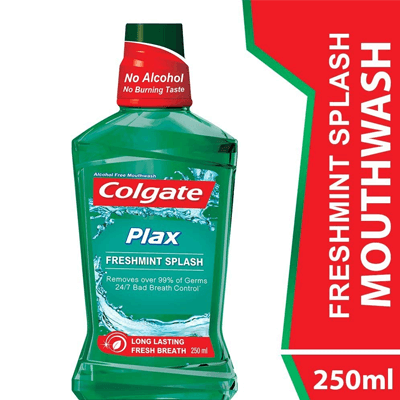 No Alcohol
No Burning Taste
Alcohol Free Mouthwash
Colgate
Plax
FRESHMINT SPLASH
Removes over 99% of Germs
24/7 Bad Breath Control*
LONG LASTING
FRESH BREATH
250 ml
FRESHMINT SPLASH
MOUTHWASH
250ml